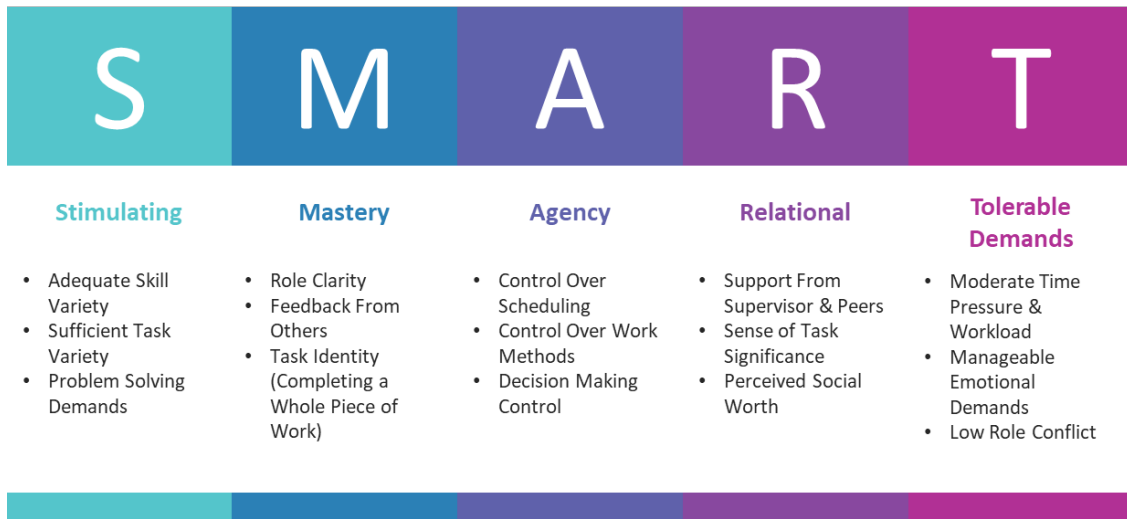 S
M
A
R
T
Stimulating
• Adequate Skill
Variety
• Sufficient Task
Variety
• Problem Solving
Demands
Mastery
• Role Clarity
• Feedback From
Others
• Task Identity
(Completing a
Whole Piece of
Work)
Agency
• Control Over
Scheduling
• Control Over Work
Methods
• Decision Making
Control
Relational
• Support From
Supervisor & Peers
• Sense of Task
Significance
• Perceived Social
Worth
Tolerable
Demands
• Moderate Time
Pressure &
Workload
• Manageable
Emotional
Demands
• Low Role Conflict